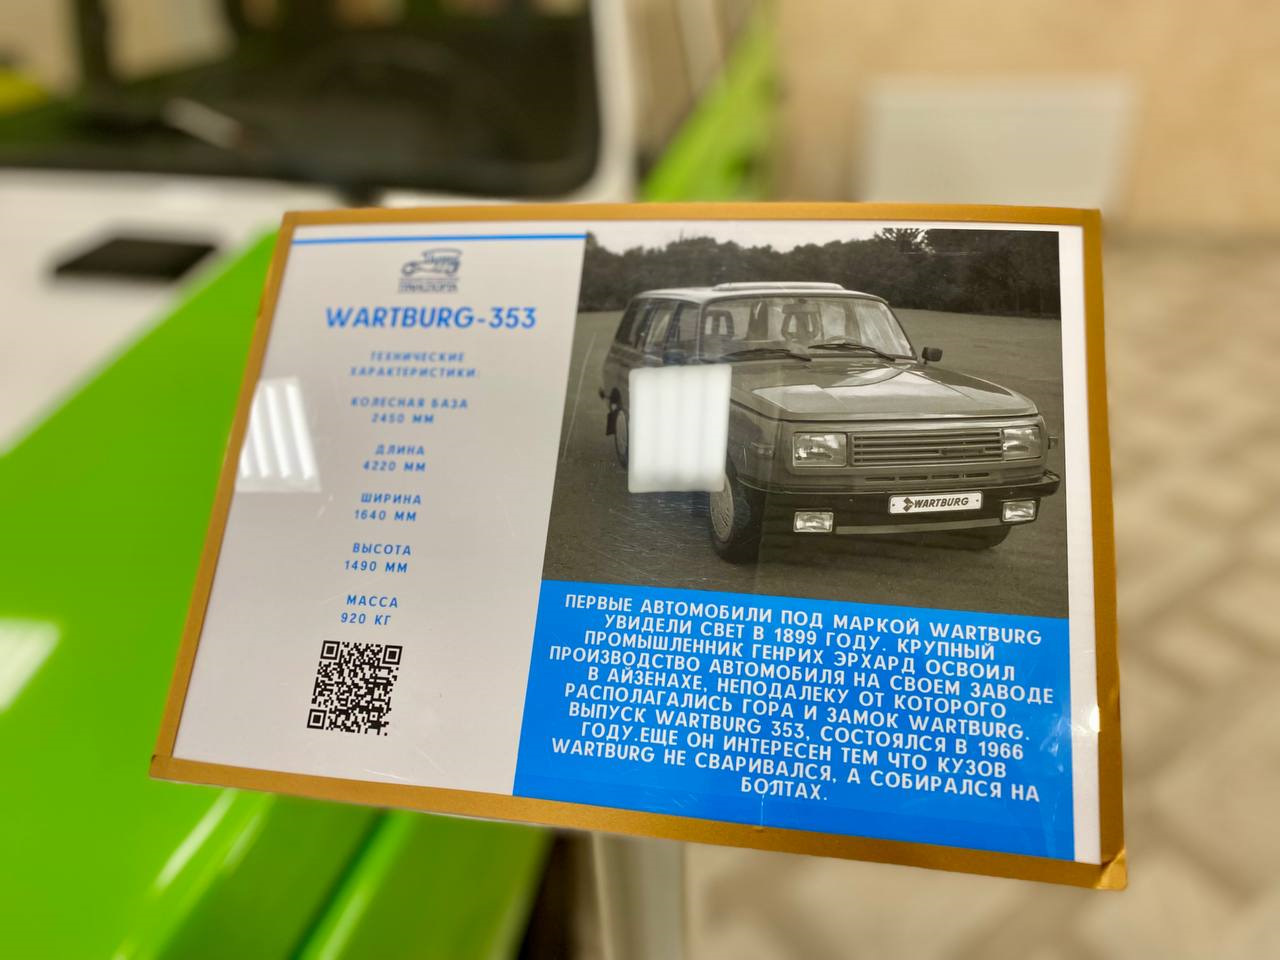 WARTBURG-353
ТЕХНИЧЕСКИЕ
ХАРАКТЕРИСТИКИ:
КОЛЕСНАЯ БАЗА
2450 ММ
ДЛИНА
4220 ММ
ШИРИНА
1640 ММ
ВЫСОТА
1490 ММ
МАССА
920 КГ
WARTBURG
ПЕРВЫЕ АВТОМОБИЛИ ПОД МАРКОЙ WARTBURG
УВИДЕЛИ СВЕТ В 1899 ГОДУ. КРУПНЫЙ
ПРОМЫШЛЕННИК ГЕНРИХ ЭРХАРД ОСВОИЛ
ПРОИЗВОДСТВО АВТОМОБИЛЯ НА СВОЕМ ЗАВОДЕ
В АЙЗЕНАХЕ, НЕПОДАЛЕКУ ОТ КОТОРОГО
РАСПОЛАГАЛИСЬ ГОРА И ЗАМОК WARTBURG.
ВЫПУСК WARTBURG 353, СОСТОЯЛСЯ В 1966
ГОДУ.ЕЩЕ ОН ИНТЕРЕСЕН ТЕМ ЧТО КУЗОВ
WARTBURG НЕ СВАРИВАЛСЯ, А СОБИРАЛСЯ НА
БОЛТАХ.